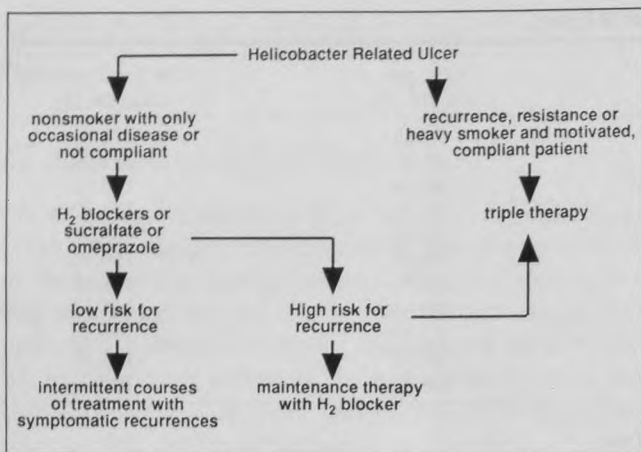 Helicobacter Related Ulcer
nonsmoker with only
occasional disease or
not compliant
recurrence, resistance or
heavy smoker and motivated,
compliant patient
H₂ blockers or
sucralfate or
omeprazole
triple therapy
low risk for
recurrence
High risk for
recurrence
intermittent courses
of treatment with
symptomatic recurrences
maintenance therapy
with H₂ blocker